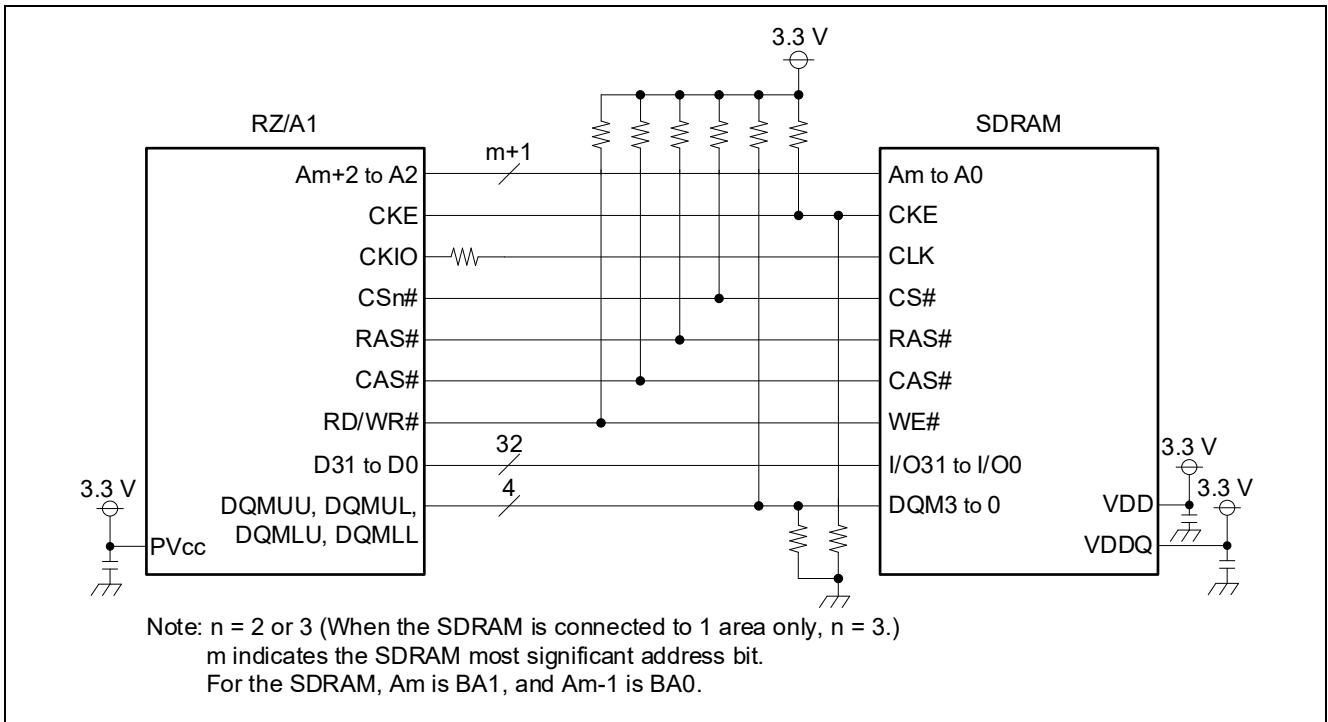 3.3 V
RZ/A1
SDRAM
m+1
Am+2 to A2
Am to A0
CKE
CKE
CKIO
CLK
CSn#
CS#
RAS#
RAS#
CAS#
CAS#
RD/WR#
WE#
32
D31 to D0
I/O31 to I/O0
3.3 V
3.3 V
4
3.3 V
DQMUU, DQMUL,
DQMLU, DQMLL
DQM3 to 0
VDD
PVcc
VDDQ
Note: n = 2 or 3 (When the SDRAM is connected to 1 area only, n = 3.)
m indicates the SDRAM most significant address bit.
For the SDRAM, Am is BA1, and Am-1 is BA0.